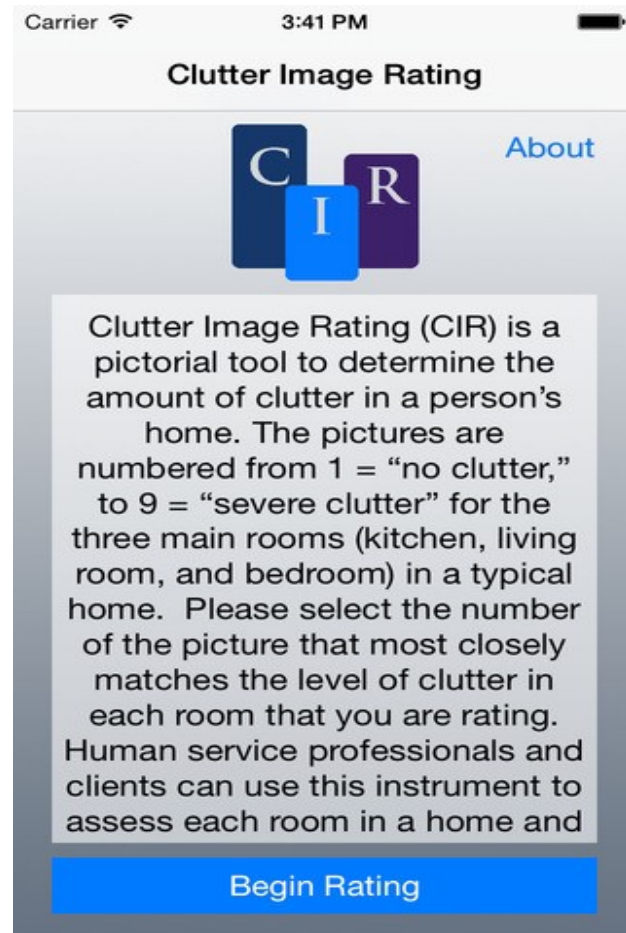 Carrier 3:41 PM
Clutter Image Rating
About
C
I
R
Clutter Image Rating (CIR) is a
pictorial tool to determine the
amount of clutter in a person’s
home. The pictures are
numbered from 1 = “no clutter,”
to 9 = “severe clutter” for the
three main rooms (kitchen, living
room, and bedroom) in a typical
home.  Please select the number
of the picture that most closely
matches the level of clutter in
each room that you are rating.
Human service professionals and
clients can use this instrument to
assess each room in a home and
Begin Rating